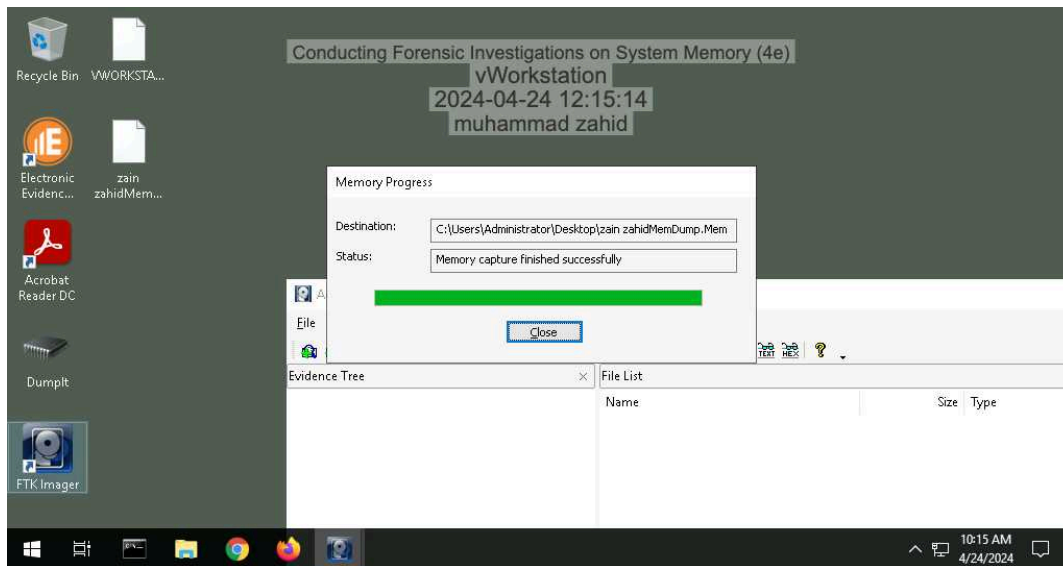 Conducting Forensic Investigations on System Memory (4e)
vWorkstation
2024-04-24 12:15:14
muhammad zahid
Recycle Bin
VWORKSTA...
Electronic
Evidenc...
zain
zahidMem...
Acrobat
Reader DC
DumpIt
FTK Imager
Memory Progress
Destination:
C:\Users\Administrator\Desktop\zain zahidMemDump.Mem
Status:
Memory capture finished successfully
Close
A
File
TEXT
HEX
Evidence Tree
File List
Name
Size
Type
10:15 AM
4/24/2024